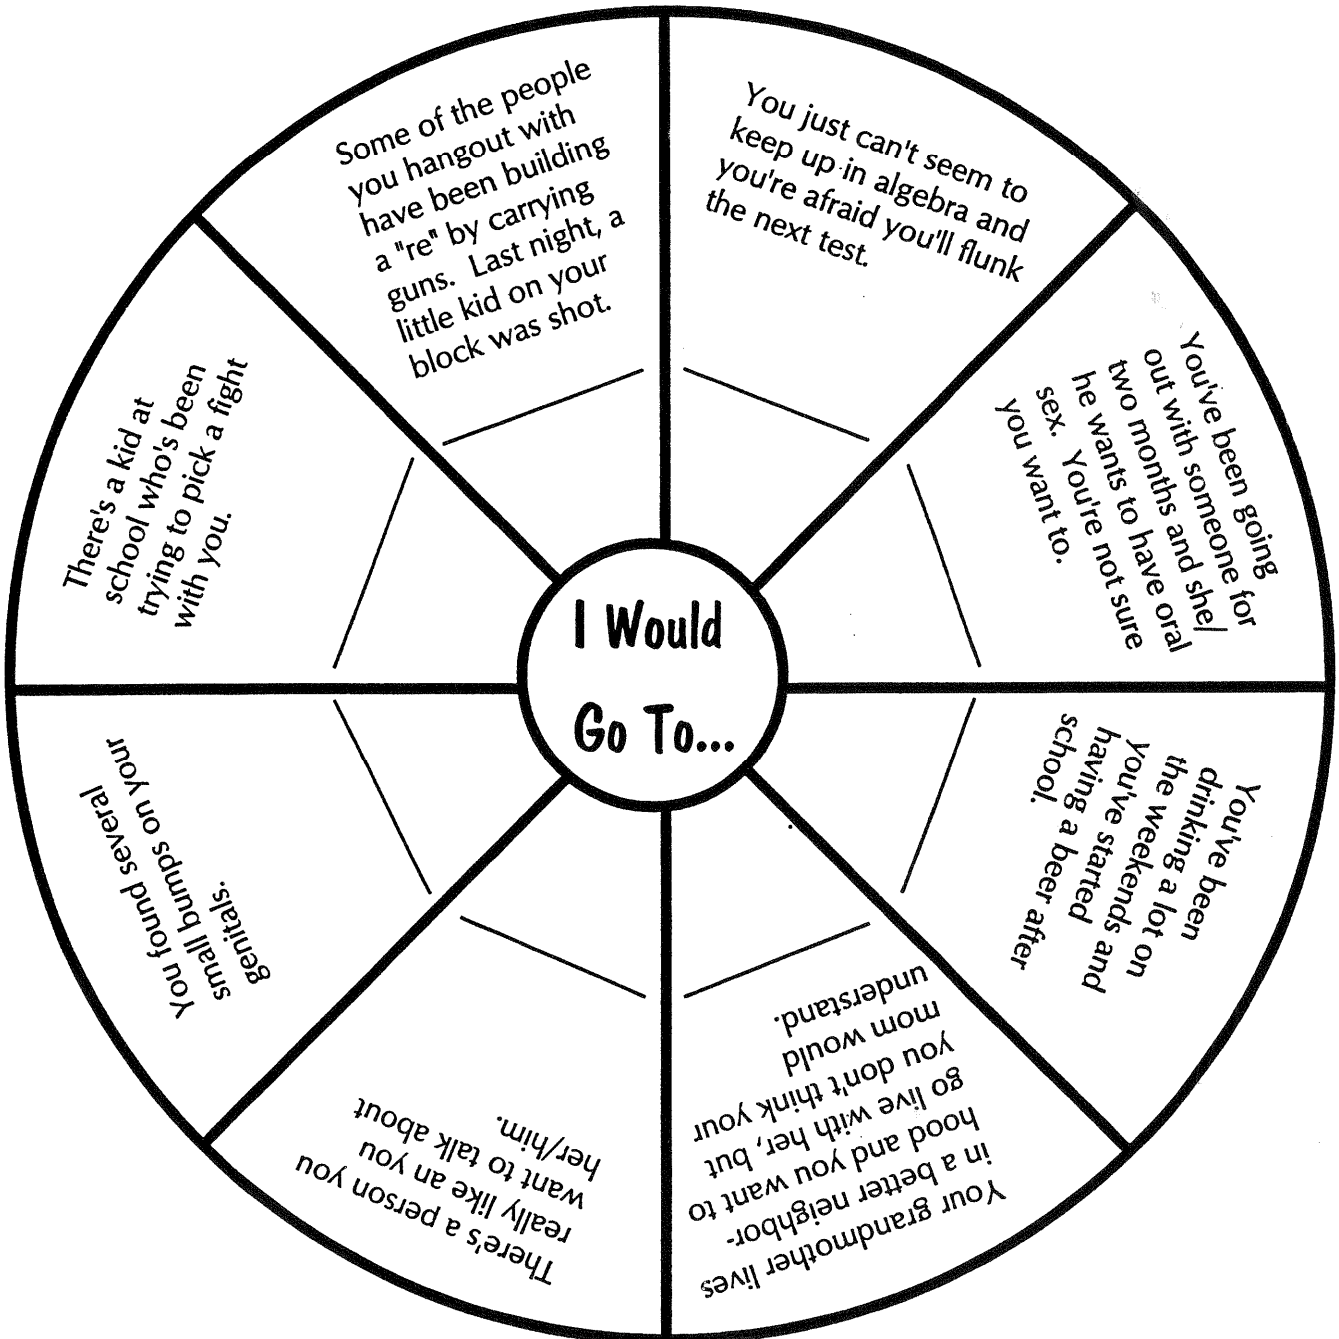 I Would
Go To...
You just can't seem to
keep up in algebra and
you're afraid you'll flunk
the next test.
You've been going
out with someone for
two months and she/
he wants to have oral
sex. You're not sure
you want to.
You've been
drinking a lot on
the weekends and
you've started
having a beer after
school.
Your grandmother lives
in a better neighbor-
hood and you want to
go live with her, but
you don't think your
mom would
understand.
There's a person you
really like an you
want to talk about
her/him.
You found several
small bumps on your
genitals.
There's a kid at
school who's been
trying to pick a fight
with you.
Some of the people
you hangout with
have been building
a "re" by carrying
guns. Last night, a
little kid on your
block was shot.